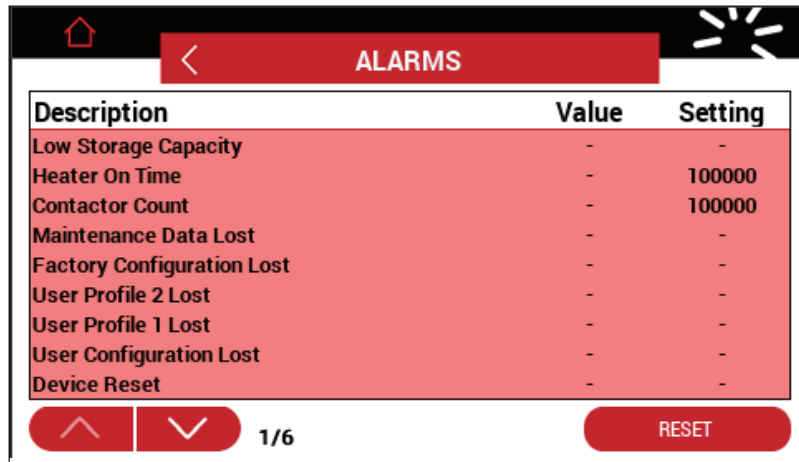 ALARMS
Description Value Setting
Low Storage Capacity - -
Heater On Time - 100000
Contactor Count - 100000
Maintenance Data Lost - -
Factory Configuration Lost - -
User Profile 2 Lost - -
User Profile 1 Lost - -
User Configuration Lost - -
Device Reset - -
1/6 RESET